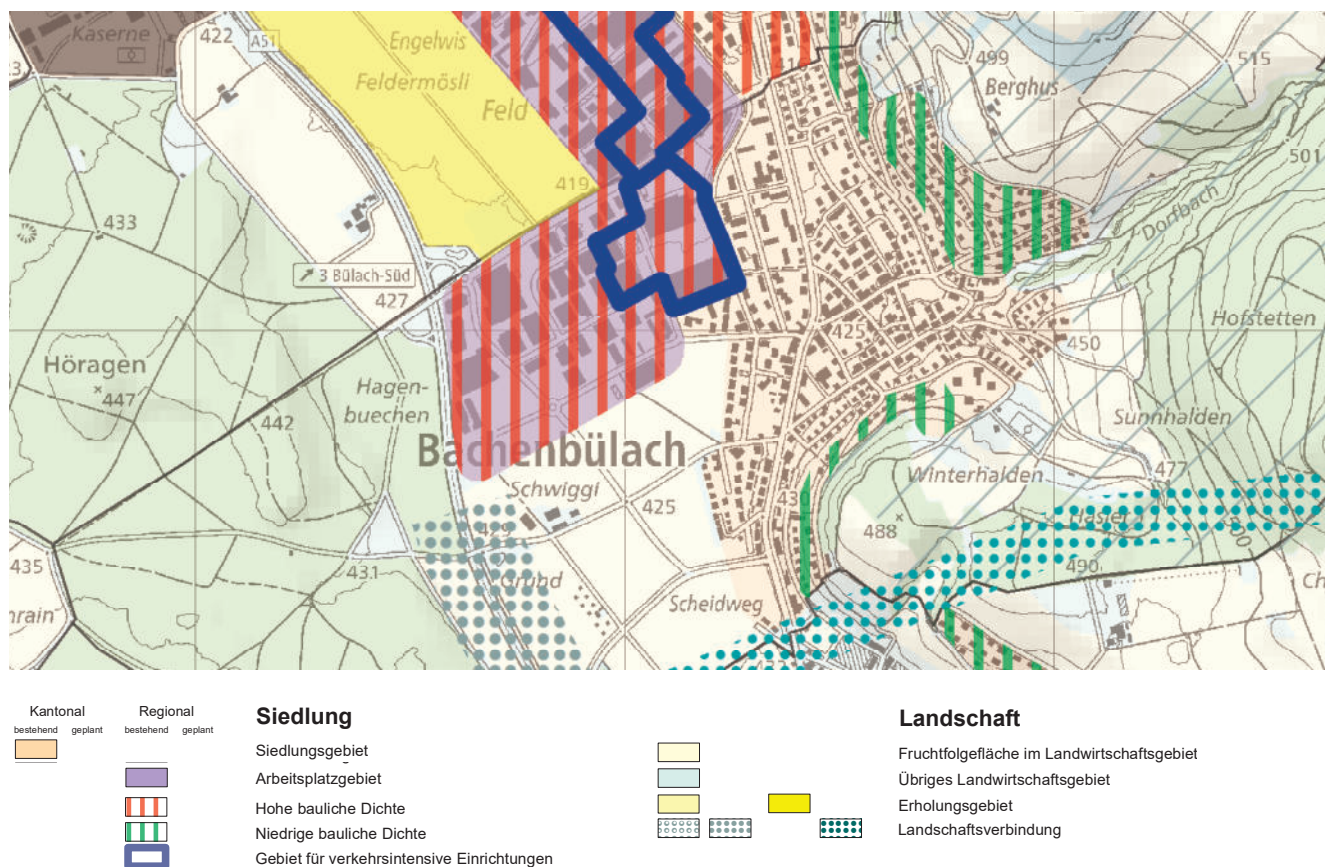 Kaserne
422
A51
Engelwis
Feldermösli
Feld
499
Berghus
515
419
433
501
Dorfbach
3 Bülach-Süd
427
425
Hofstetten
450
Höragen
447
Hagen-
buechen
442
Sunnhalden
Bachenbülach
Winterhalden
477
Schwiggi
425
430
488
Hasler
435
431
Grund
490
Scheidweg
nrain
Kantonal
Regional
bestehend geplant bestehend geplant
Siedlung
Siedlungsgebiet
Arbeitsplatzgebiet
Hohe bauliche Dichte
Niedrige bauliche Dichte
Gebiet für verkehrsintensive Einrichtungen
Landschaft
Fruchtfolgefläche im Landwirtschaftsgebiet
Übriges Landwirtschaftsgebiet
Erholungsgebiet
Landschaftsverbindung